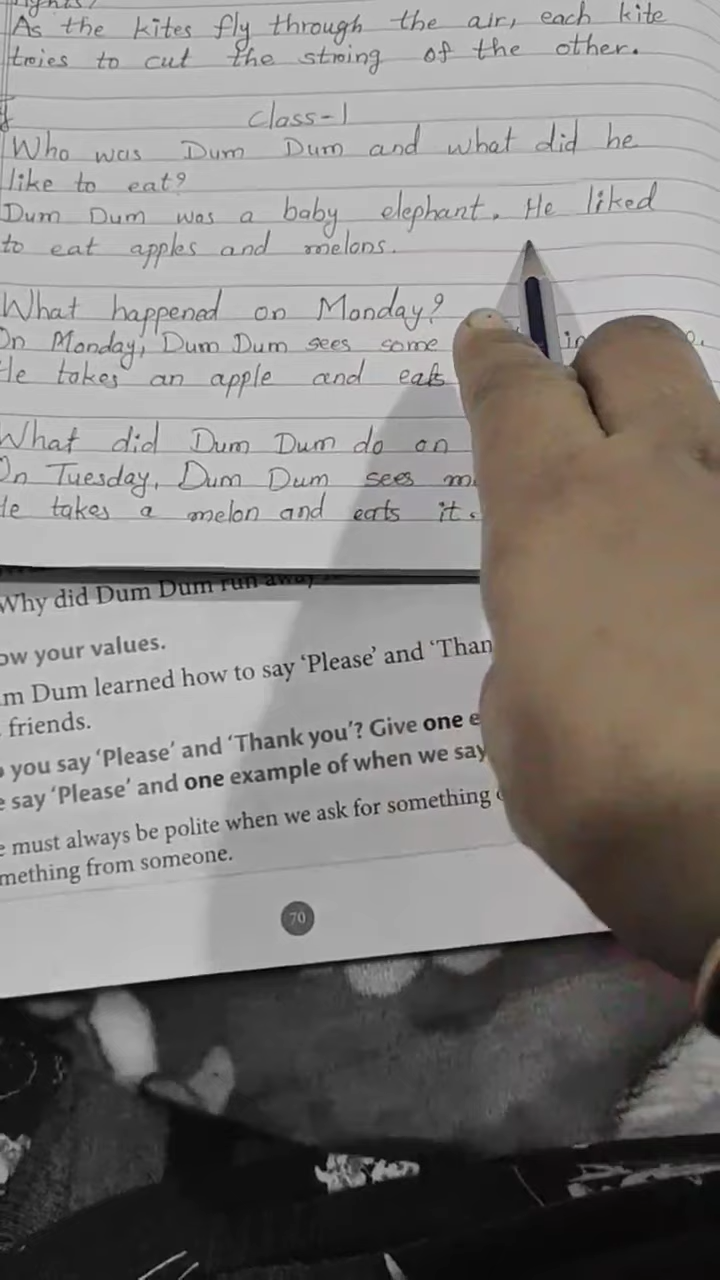 As the kites fly through the air, each kite
tries to cut the string of the other.
Class-1
Who was Dum Dum and what did he
like to eat?
Dum Dum was a baby elephant. He liked
to eat apples and melons.
What happened on Monday?
On Monday, Dum Dum sees some
He takes an apple and eats
What did Dum Dum do on
On Tuesday, Dum Dum sees
He takes a melon and eats it.
Why did Dum Dum run away
ow your values.
m Dum learned how to say ‘Please’ and ‘Than
friends.
you say ‘Please’ and ‘Thank you’? Give one e
e say ‘Please’ and one example of when we say
e must always be polite when we ask for something
mething from someone.
70